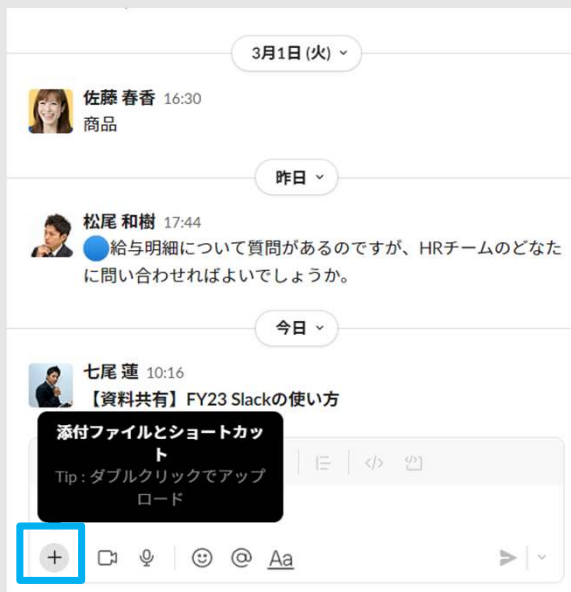 3月1日 (火)
佐藤 春香 16:30
商品
昨日
松尾 和樹 17:44
給与明細について質問があるのですが、HRチームのどなた
に問い合わせればよいでしょうか。
今日
七尾 蓮 10:16
【資料共有】FY23 Slackの使い方
添付ファイルとショートカッ
ト
Tip : ダブルクリックでアップ
ロード
Aa